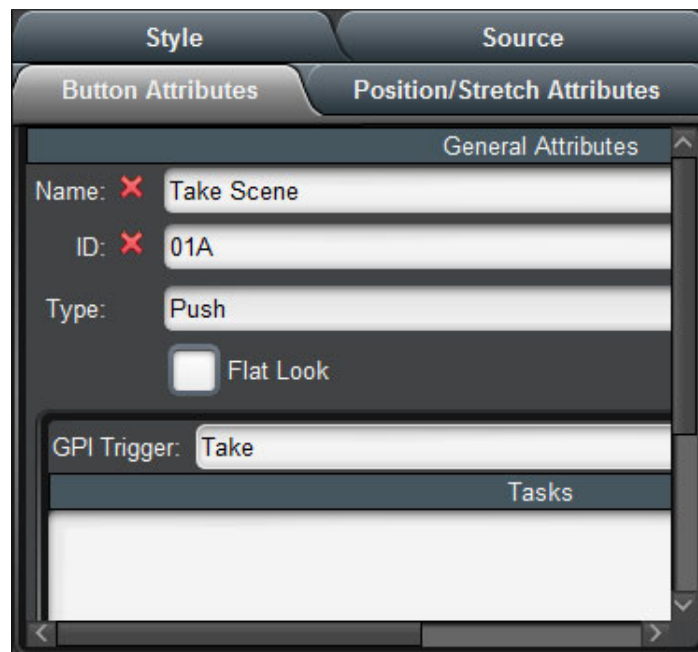 Style Source
Button Attributes Position/Stretch Attributes
General Attributes
Name: Take Scene
ID: 01A
Type: Push
Flat Look
GPI Trigger: Take
Tasks